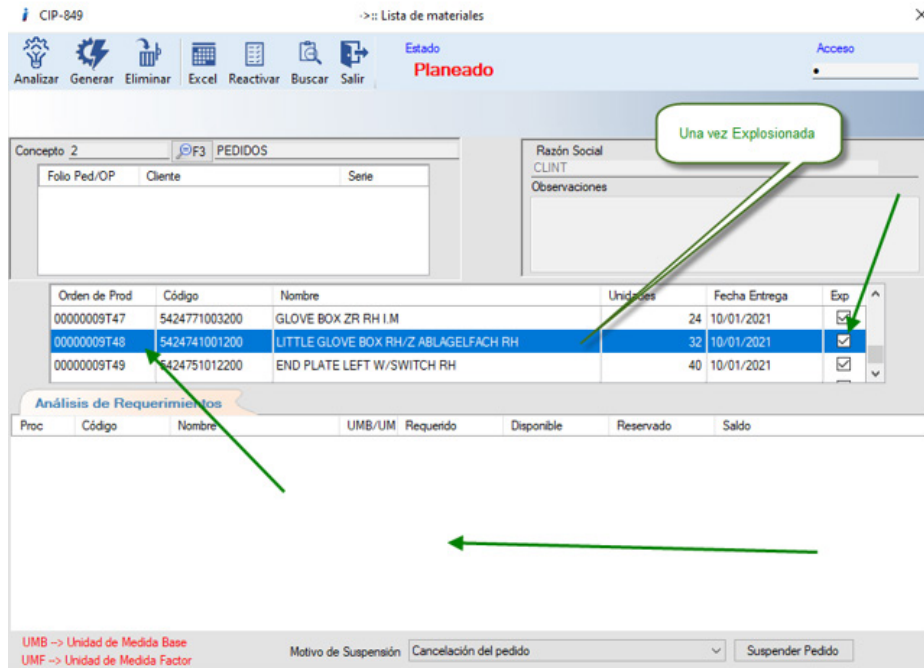 CIP-849
->:: Lista de materiales
Analizar Generar Eliminar Excel Reactivar Buscar Salir
Estado
Planeado
Acceso
Una vez Explosionada
Concepto 2 F3 PEDIDOS
Folio Ped/OP Cliente Serie
Razón Social
CLINT
Observaciones
Orden de Prod Código Nombre Unidades Fecha Entrega Exp
00000009T47 5424771003200 GLOVE BOX ZR RH I.M 24 10/01/2021
00000009T48 5424741001200 LITTLE GLOVE BOX RH/Z ABLAGELFACH RH 32 10/01/2021
00000009T49 5424751012200 END PLATE LEFT W/SWITCH RH 40 10/01/2021
Análisis de Requerimientos
Proc Código Nombre UMB/UM Requerido Disponible Reservado Saldo
UMB --> Unidad de Medida Base
UMF --> Unidad de Medida Factor
Motivo de Suspensión Cancelación del pedido Suspender Pedido